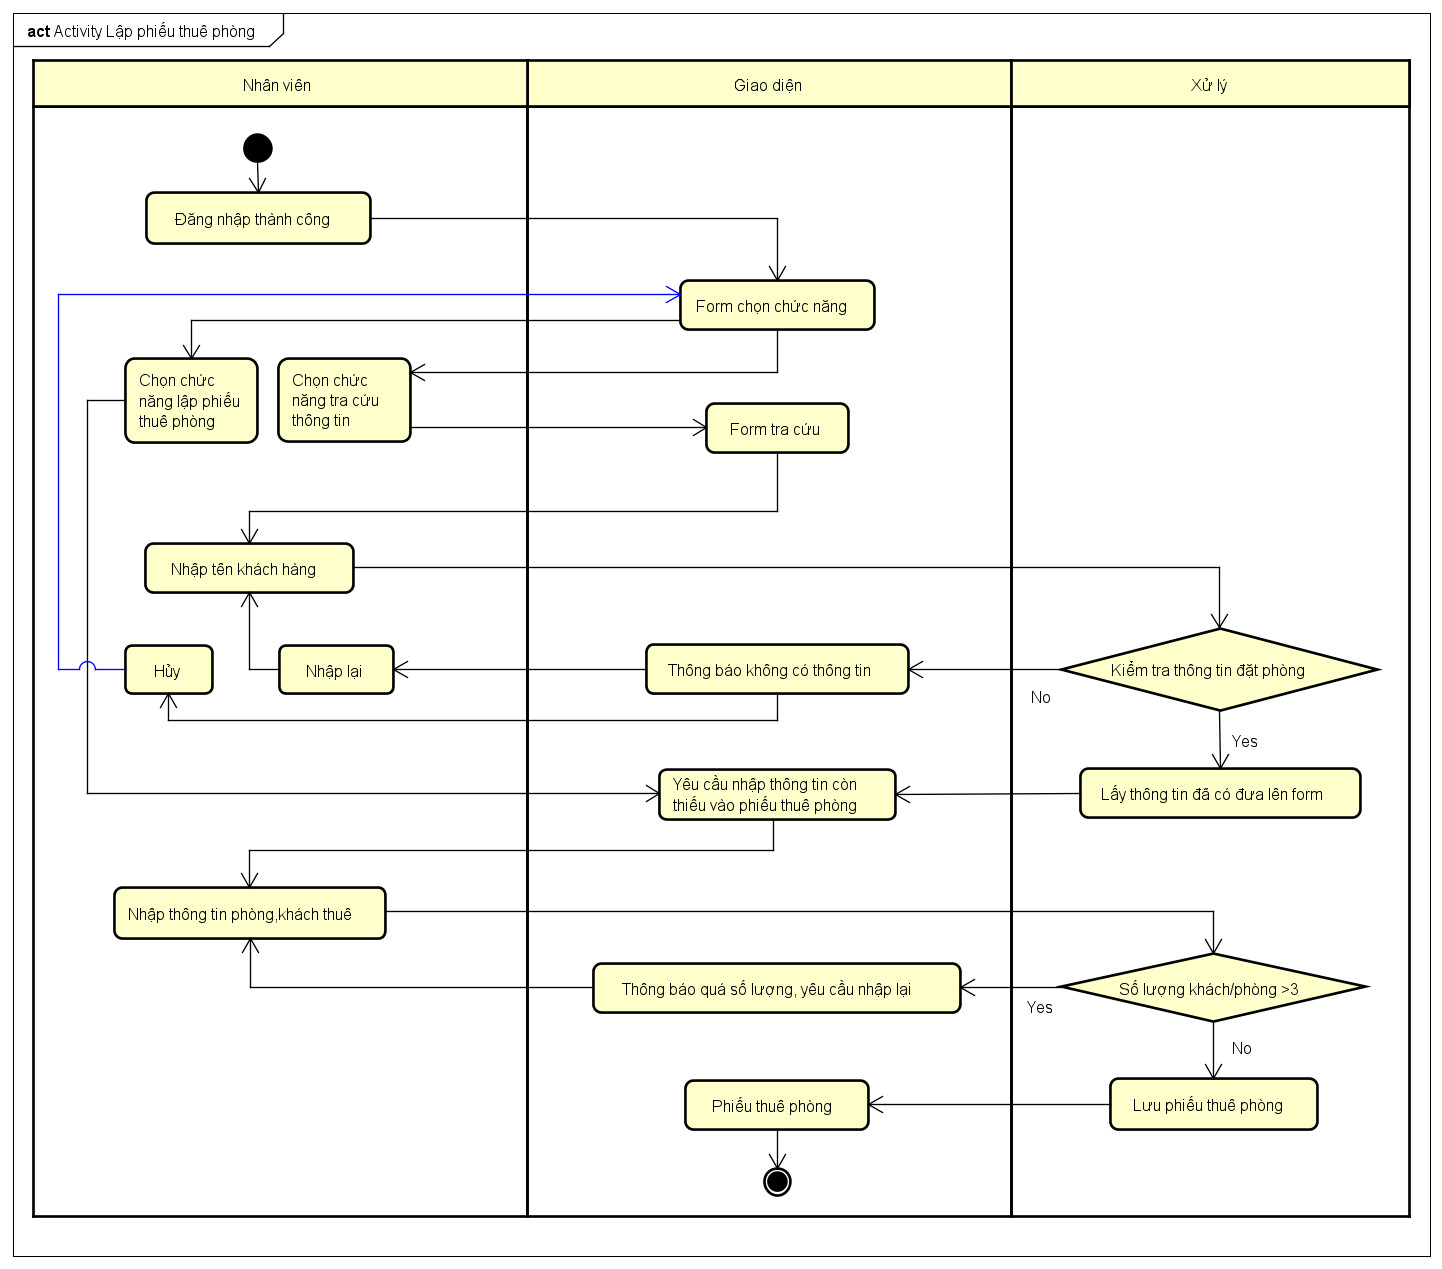 act Activity Lập phiếu thuê phòng
Nhân viên
Giao diện
Xử lý
Đăng nhập thành công
Form chọn chức năng
Chọn chức
năng lập phiếu
thuê phòng
Chọn chức
năng tra cứu
thông tin
Form tra cứu
Nhập tên khách hàng
Hủy
Nhập lại
Thông báo không có thông tin
Kiểm tra thông tin đặt phòng
No
Yes
Yêu cầu nhập thông tin còn
thiếu vào phiếu thuê phòng
Lấy thông tin đã có đưa lên form
Nhập thông tin phòng,khách thuê
Thông báo quá số lượng, yêu cầu nhập lại
Số lượng khách/phòng >3
Yes
No
Phiếu thuê phòng
Lưu phiếu thuê phòng